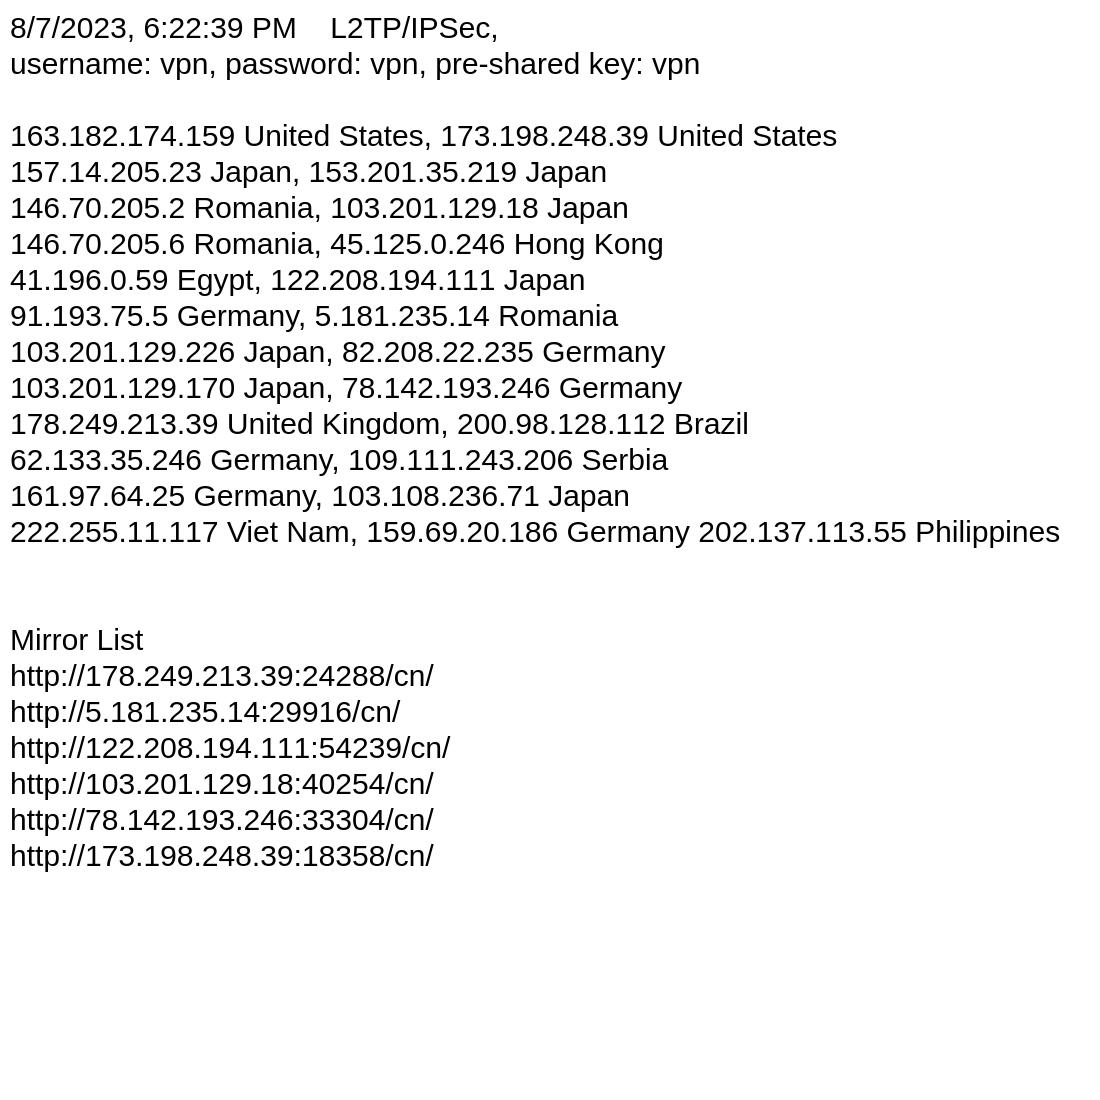 8/7/2023, 6:22:39 PM    L2TP/IPSec,
username: vpn, password: vpn, pre-shared key: vpn
163.182.174.159 United States, 173.198.248.39 United States
157.14.205.23 Japan, 153.201.35.219 Japan
146.70.205.2 Romania, 103.201.129.18 Japan
146.70.205.6 Romania, 45.125.0.246 Hong Kong
41.196.0.59 Egypt, 122.208.194.111 Japan
91.193.75.5 Germany, 5.181.235.14 Romania
103.201.129.226 Japan, 82.208.22.235 Germany
103.201.129.170 Japan, 78.142.193.246 Germany
178.249.213.39 United Kingdom, 200.98.128.112 Brazil
62.133.35.246 Germany, 109.111.243.206 Serbia
161.97.64.25 Germany, 103.108.236.71 Japan
222.255.11.117 Viet Nam, 159.69.20.186 Germany 202.137.113.55 Philippines
Mirror List
http://178.249.213.39:24288/cn/
http://5.181.235.14:29916/cn/
http://122.208.194.111:54239/cn/
http://103.201.129.18:40254/cn/
http://78.142.193.246:33304/cn/
http://173.198.248.39:18358/cn/